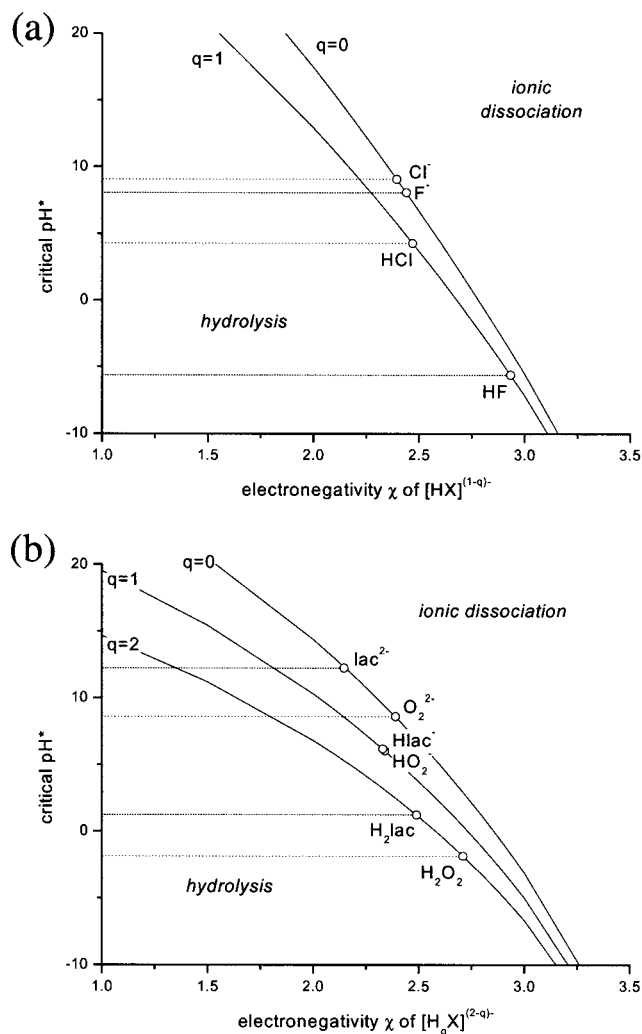 (a)
20
q=0
q=1
ionic
dissociation
critical pH*
10
Cl⁻
F⁻
HCl
0
hydrolysis
HF
-10
1.0 1.5 2.0 2.5 3.0 3.5
electronegativity χ of [HX]⁽¹⁻q⁾⁻
(b)
20
q=0
q=1
ionic dissociation
q=2
critical pH*
lac²⁻
10
O₂²⁻
Hlac⁻
HO₂⁻
H₂lac
0
H₂O₂
hydrolysis
-10
1.0 1.5 2.0 2.5 3.0 3.5
electronegativity χ of [HqX]⁽²⁻q⁾⁻